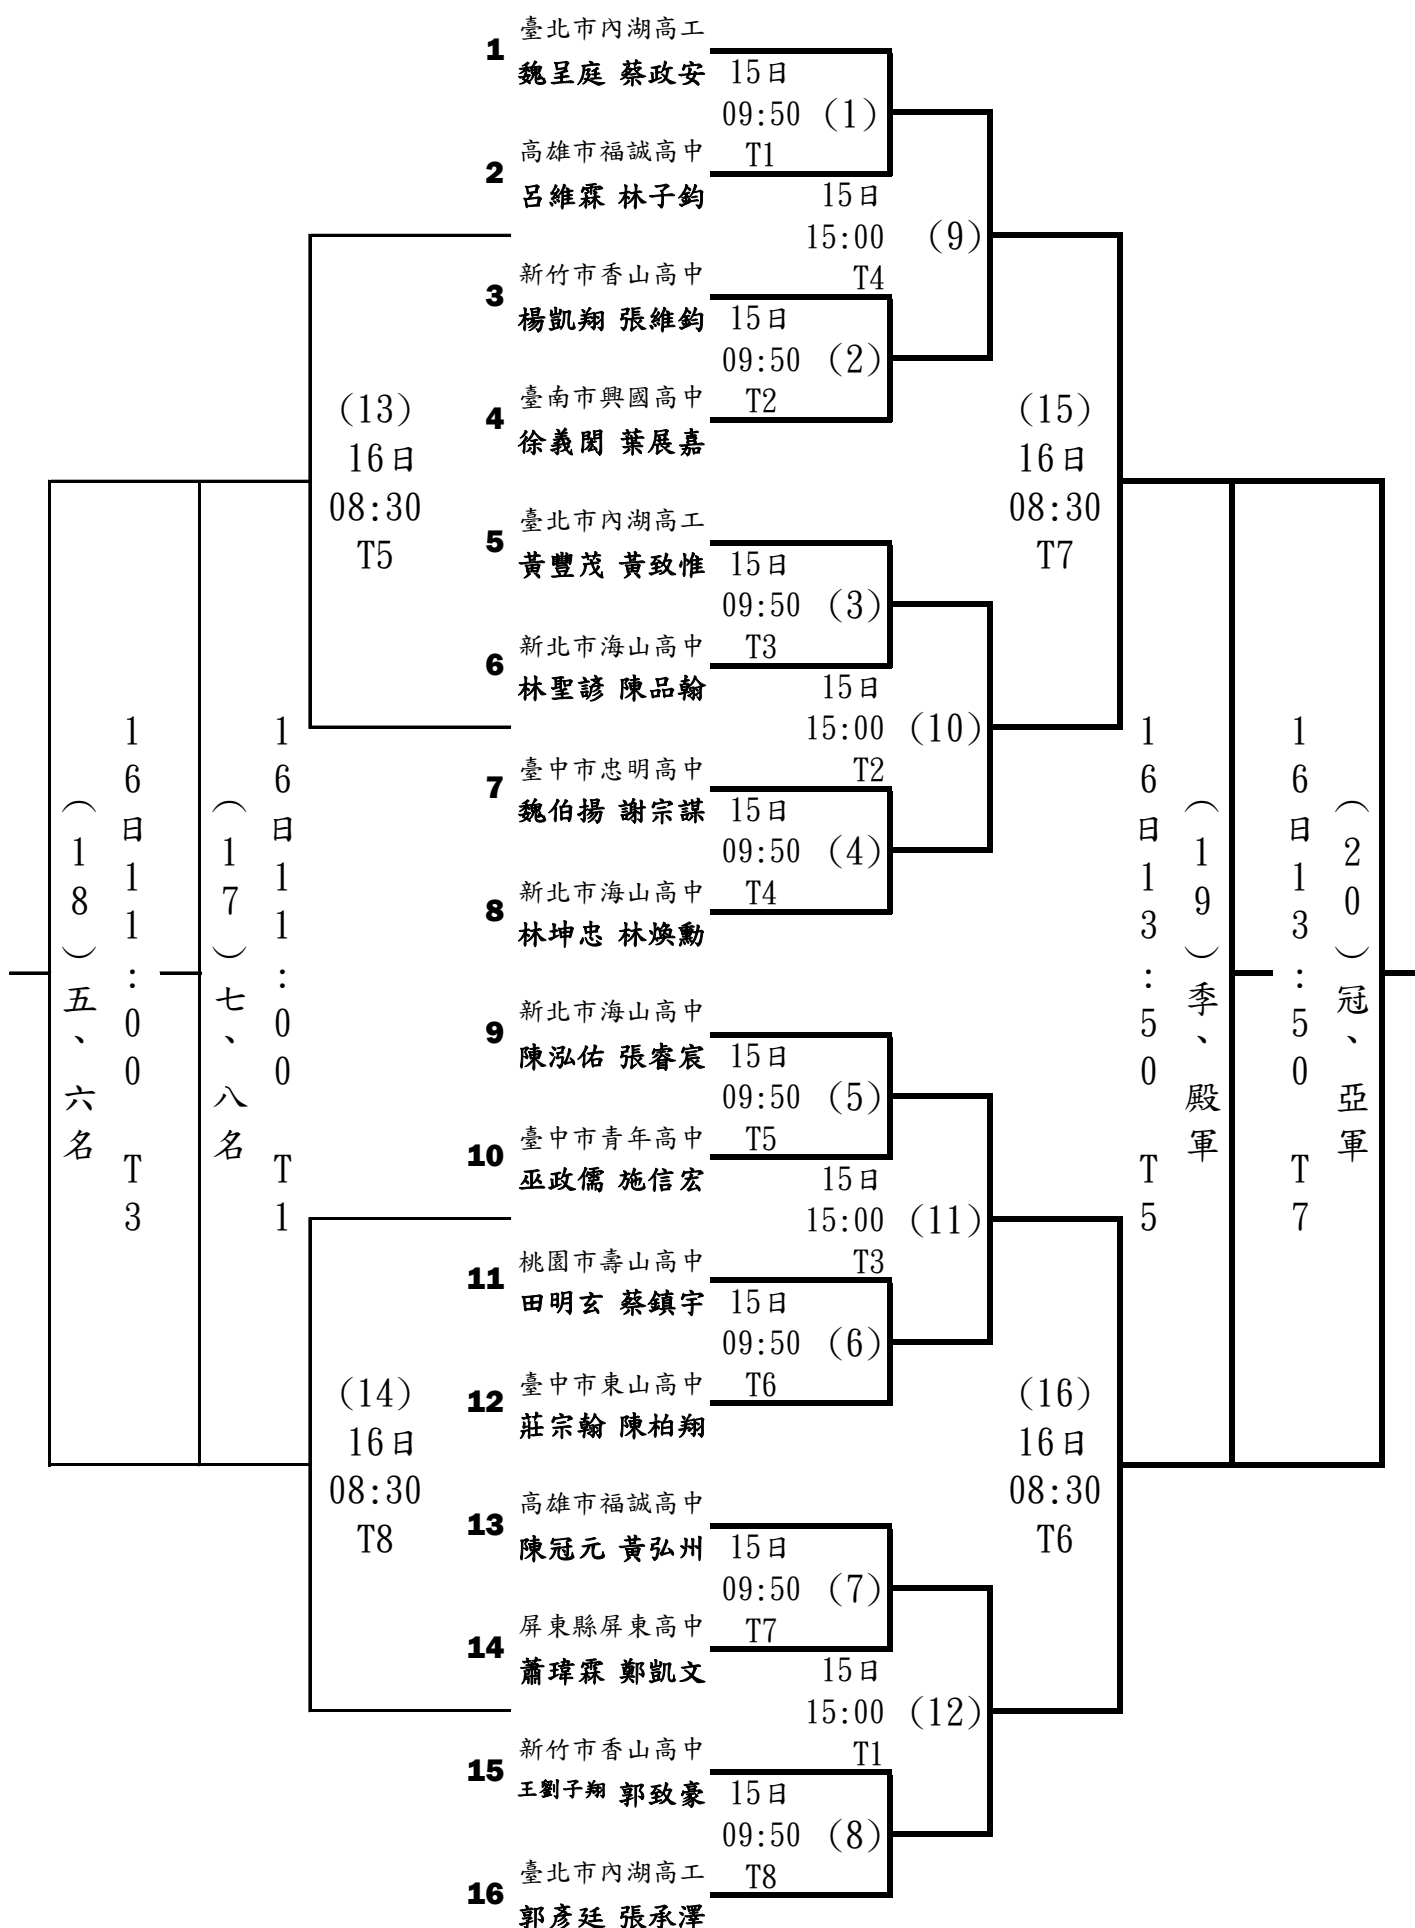 1 臺北市內湖高工
魏呈庭 蔡政安
15日
09:50 (1)
T1
2 高雄市福誠高中
呂維霖 林子鈞
15日
15:00 (9)
T4
3 新竹市香山高中
楊凱翔 張維鈞
15日
09:50 (2)
T2
4 臺南市興國高中
徐義閎 葉展嘉
(13)
16日
08:30
T5
(15)
16日
08:30
T7
5 臺北市內湖高工
黃豐茂 黃致惟
15日
09:50 (3)
T3
6 新北市海山高中
林聖諺 陳品翰
15日
15:00 (10)
T2
7 臺中市忠明高中
魏伯揚 謝宗謀
15日
09:50 (4)
T4
8 新北市海山高中
林坤忠 林煥勳
(18)五、六名
16日11:00 T3
(17)七、八名
16日11:00 T1
16日13:50 T5
(19)季、殿軍
16日13:50 T7
(20)冠、亞軍
9 新北市海山高中
陳泓佑 張睿宸
15日
09:50 (5)
T5
10 臺中市青年高中
巫政儒 施信宏
15日
15:00 (11)
T3
11 桃園市壽山高中
田明玄 蔡鎮宇
15日
09:50 (6)
T6
12 臺中市東山高中
莊宗翰 陳柏翔
(14)
16日
08:30
T8
(16)
16日
08:30
T6
13 高雄市福誠高中
陳冠元 黃弘州
15日
09:50 (7)
T7
14 屏東縣屏東高中
蕭瑋霖 鄭凱文
15日
15:00 (12)
T1
15 新竹市香山高中
王劉子翔 郭致豪
15日
09:50 (8)
T8
16 臺北市內湖高工
郭彥廷 張承澤